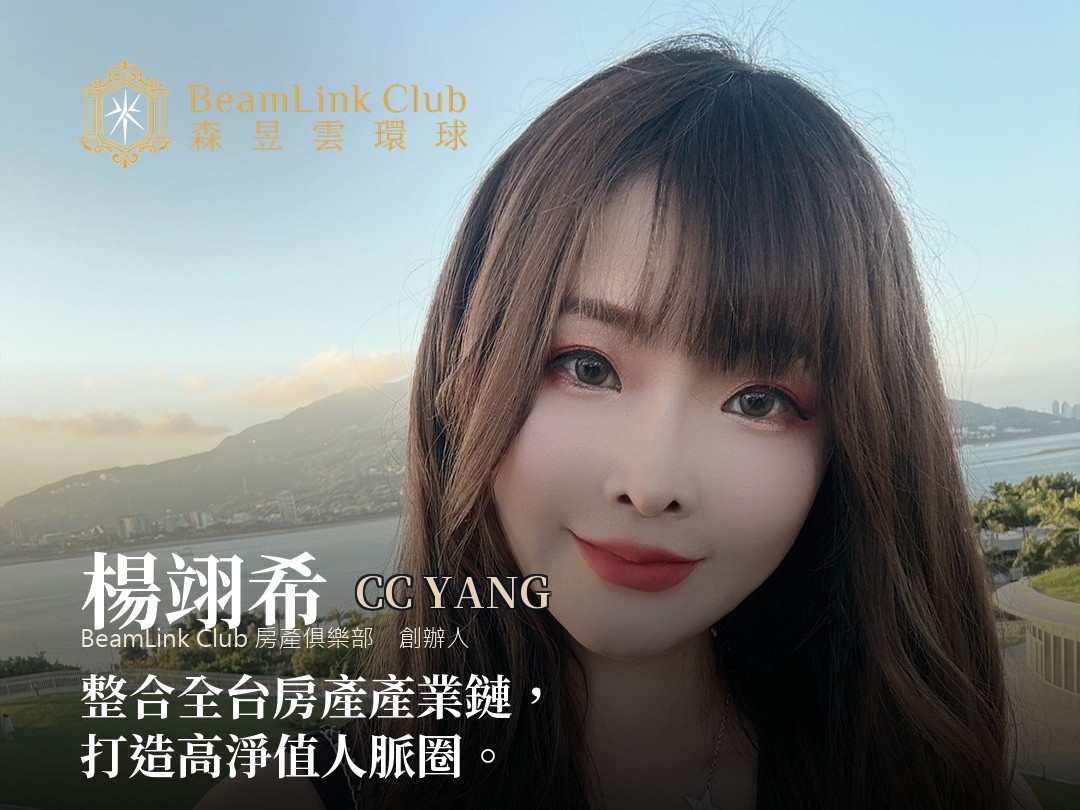 BeamLink Club
森昱雲環球
楊翊希 CC YANG
BeamLink Club 房產俱樂部 創辦人
整合全台房產產業鏈，
打造高淨值人脈圈。